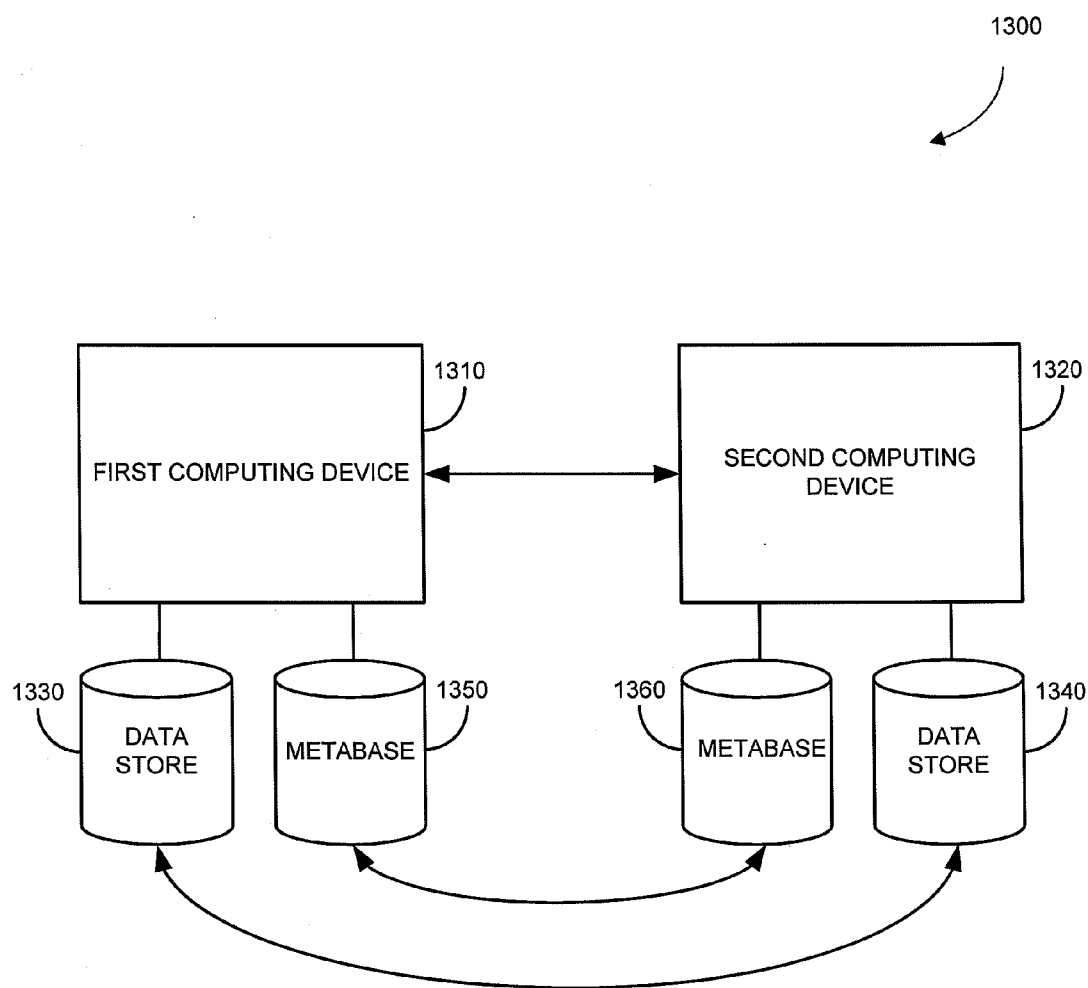 1300
1310
1320
FIRST COMPUTING DEVICE
SECOND COMPUTING
DEVICE
1330
1350
1360
1340
DATA
STORE
METABASE
METABASE
DATA
STORE